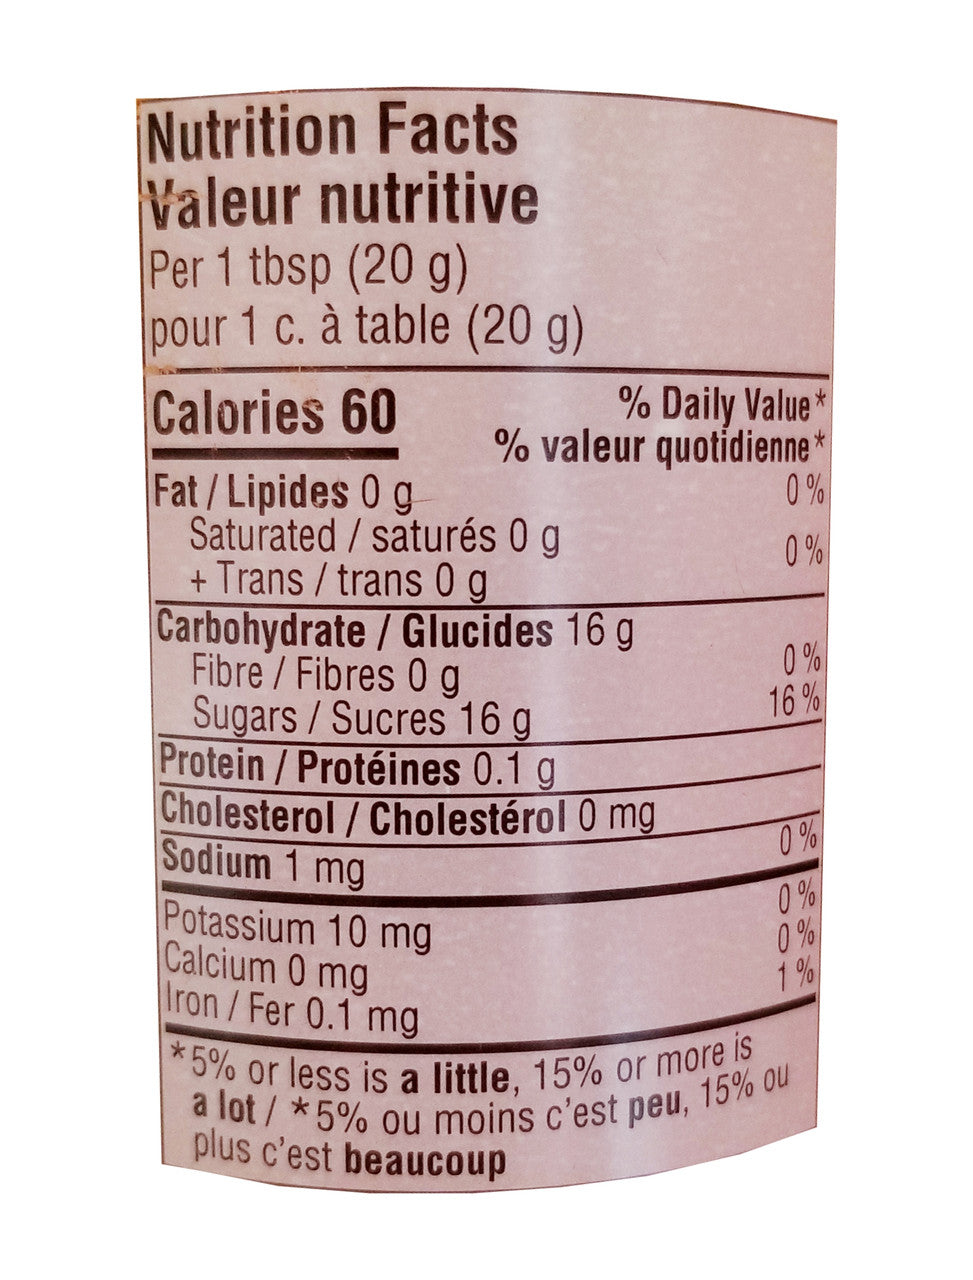 Nutrition Facts
Valeur nutritive
Per 1 tbsp (20 g)
pour 1 c. à table (20 g)
Calories 60
% Daily Value*
% valeur quotidienne*
Fat / Lipides 0 g 0 %
Saturated / saturés 0 g
+ Trans / trans 0 g 0 %
Carbohydrate / Glucides 16 g
Fibre / Fibres 0 g 0 %
Sugars / Sucres 16 g 16 %
Protein / Protéines 0.1 g
Cholesterol / Cholestérol 0 mg
Sodium 1 mg 0 %
Potassium 10 mg 0 %
Calcium 0 mg 0 %
Iron / Fer 0.1 mg 1 %
*5% or less is a little, 15% or more is
a lot / *5% ou moins c'est peu, 15% ou
plus c'est beaucoup